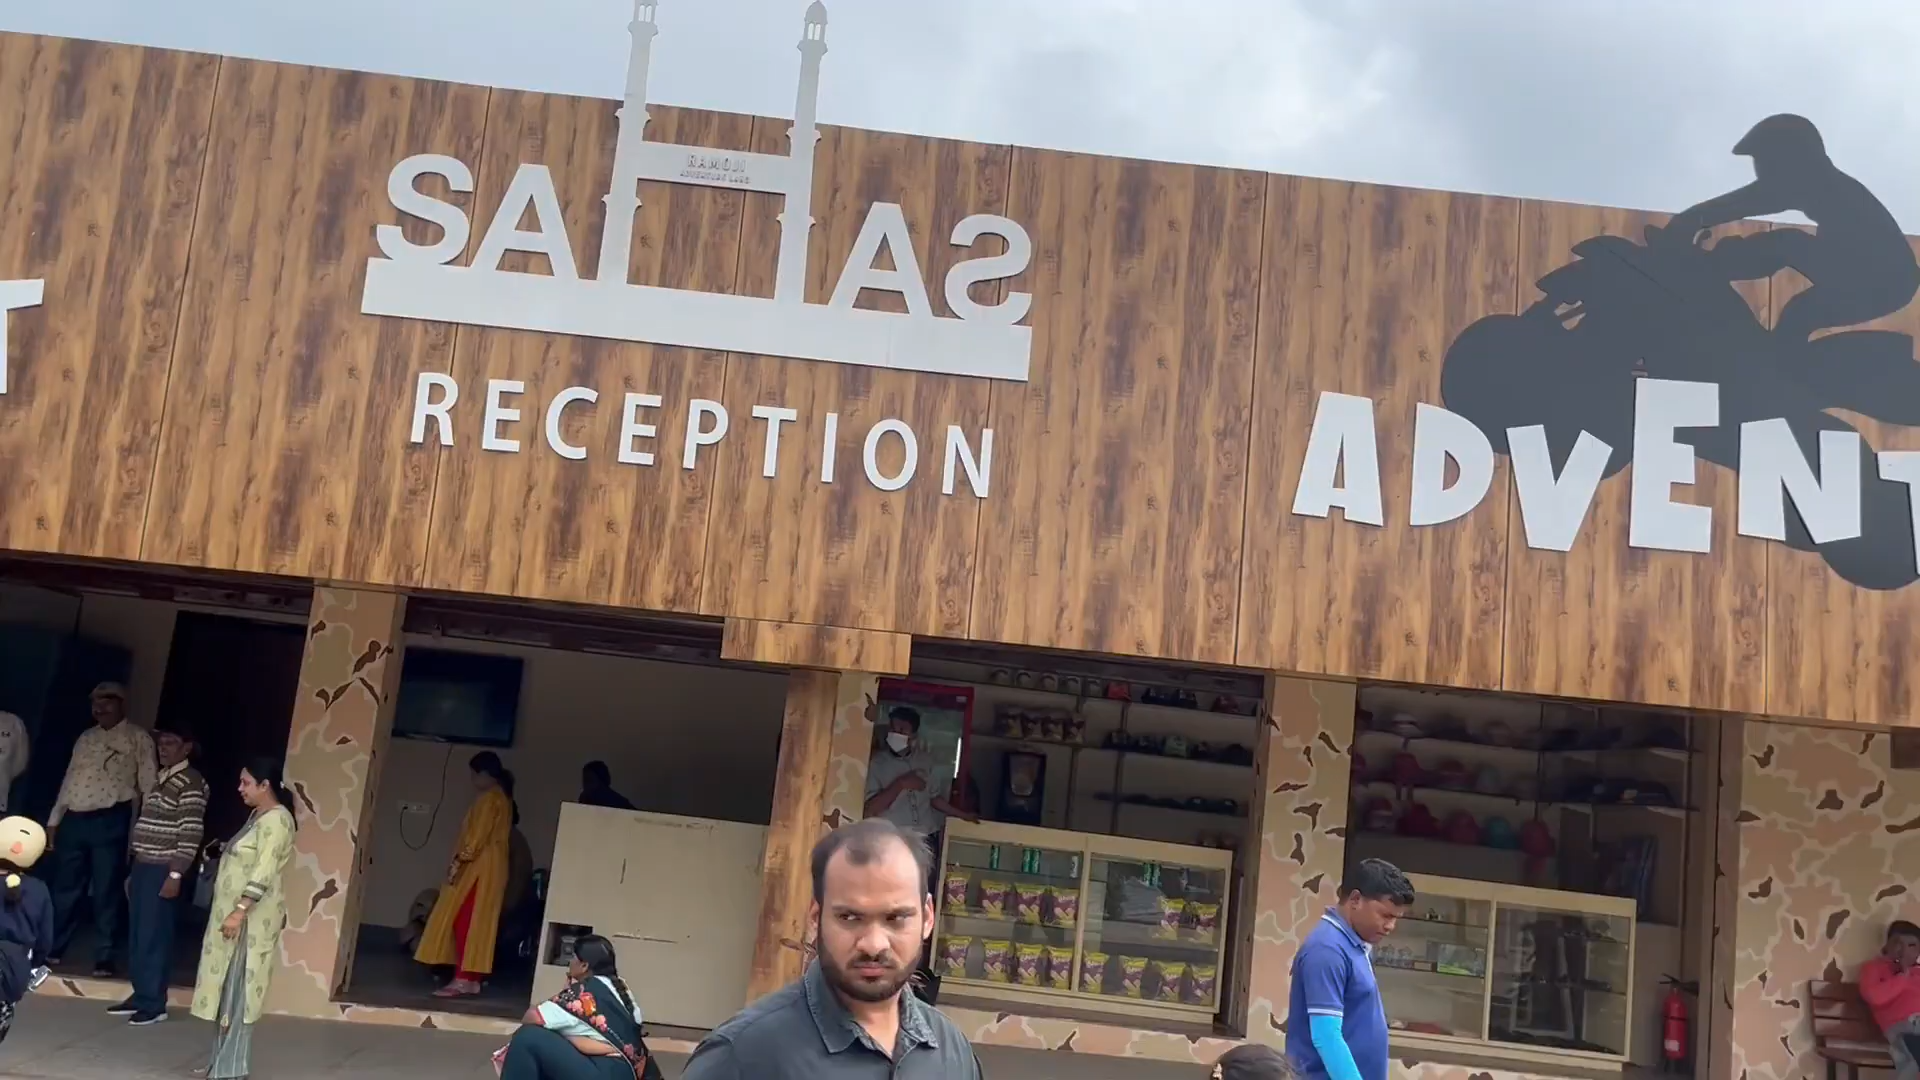 RAMOJI
ADVENTURE LAND
SAHAS
RECEPTION
ADVENT